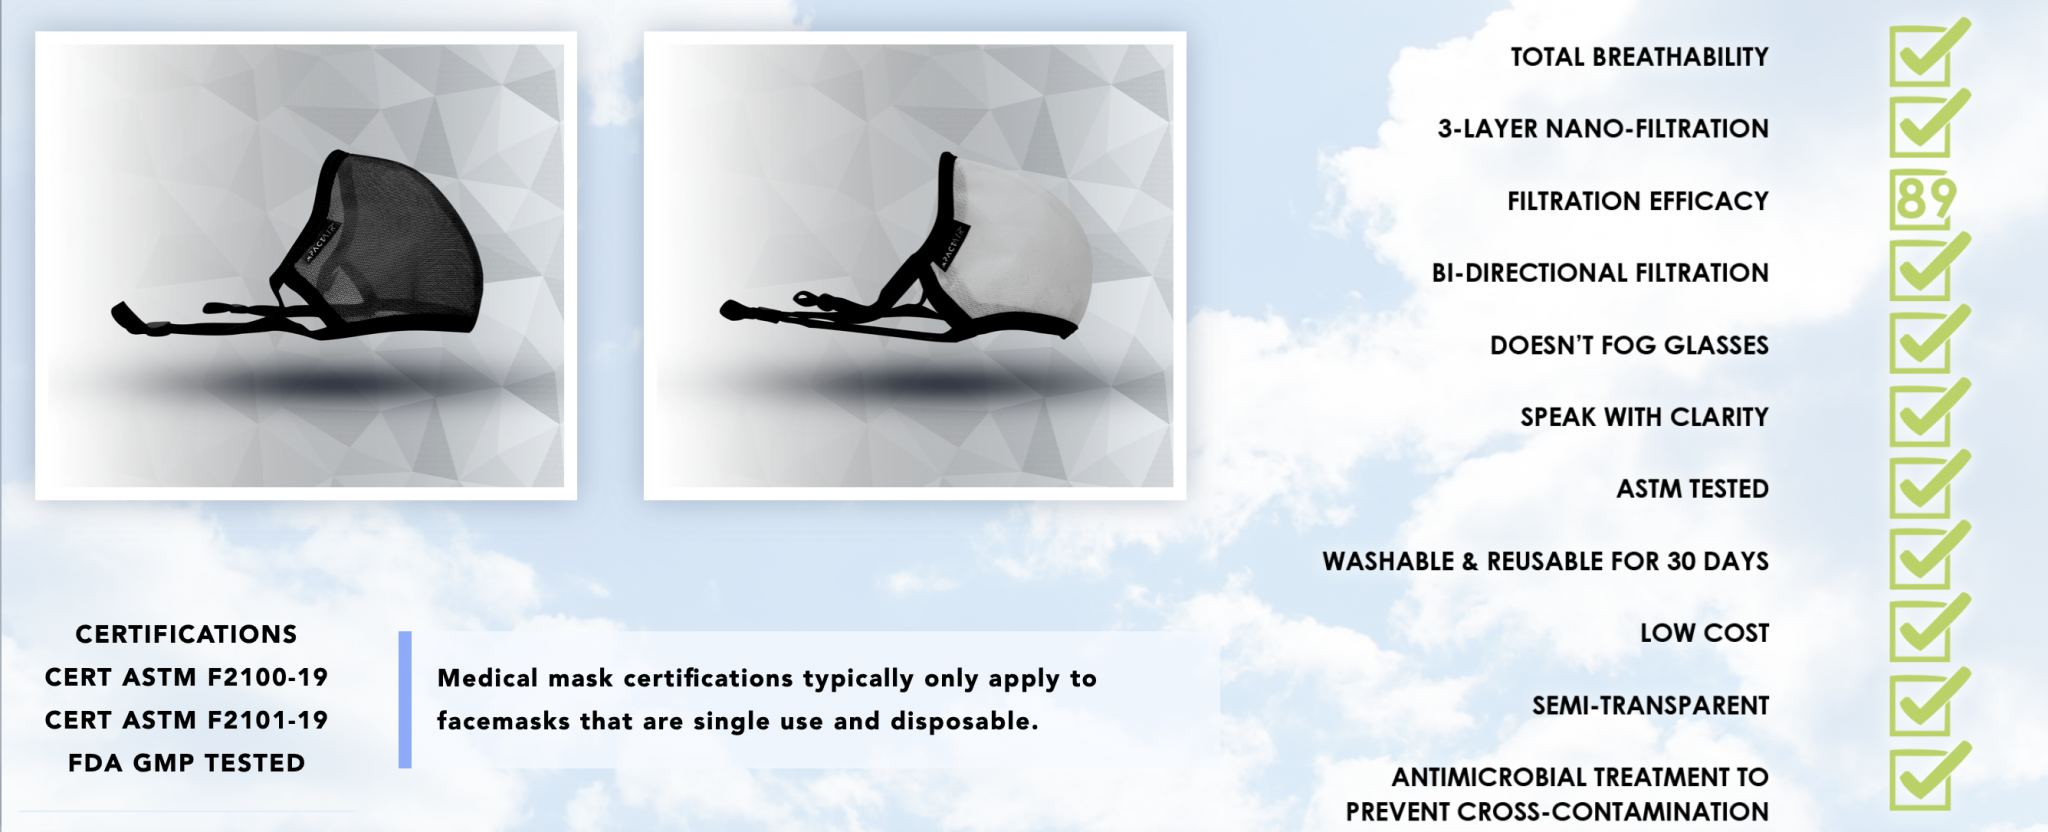 TOTAL BREATHABILITY
3-LAYER NANO-FILTRATION
FILTRATION EFFICACY
89
BI-DIRECTIONAL FILTRATION
DOESN'T FOG GLASSES
SPEAK WITH CLARITY
ASTM TESTED
WASHABLE & REUSABLE FOR 30 DAYS
LOW COST
SEMI-TRANSPARENT
ANTIMICROBIAL TREATMENT TO
PREVENT CROSS-CONTAMINATION
CERTIFICATIONS
CERT ASTM F2100-19
CERT ASTM F2101-19
FDA GMP TESTED
Medical mask certifications typically only apply to
facemasks that are single use and disposable.